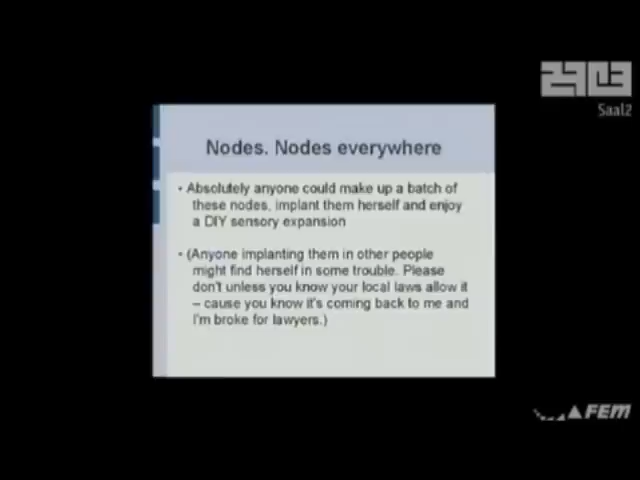 29C3
Saal2
Nodes. Nodes everywhere
• Absolutely anyone could make up a batch of
these nodes, implant them herself and enjoy
a DIY sensory expansion
• (Anyone implanting them in other people
might find herself in some trouble. Please
don't unless you know your local laws allow it
– cause you know it's coming back to me and
I'm broke for lawyers.)
FEM